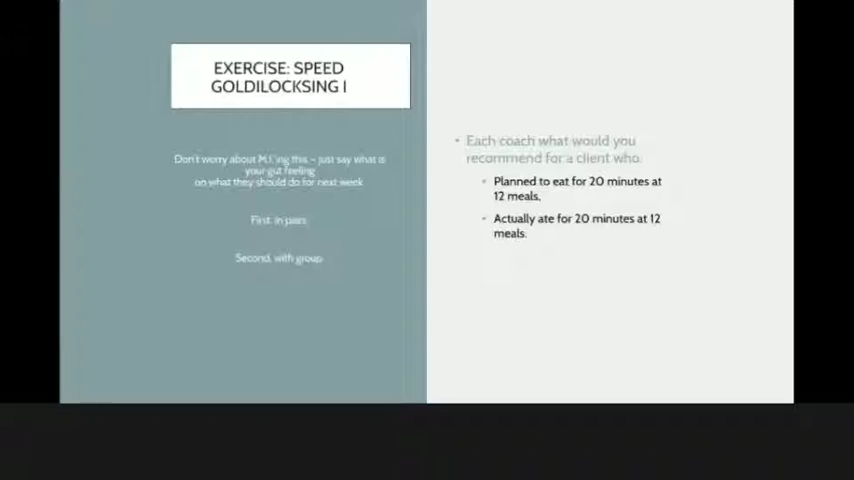 EXERCISE: SPEED
GOLDILOCKSING I
Don't worry about M.I.'ing this – just say what is
your gut feeling
on what they should do for next week
First, in pairs
Second, with group
• Each coach what would you
recommend for a client who:
• Planned to eat for 20 minutes at
12 meals.
• Actually ate for 20 minutes at 12
meals.